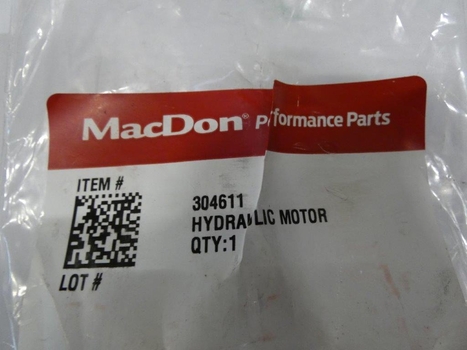 MacDon® P rformance Parts
ITEM #
304611
HYDRA LIC MOTOR
QTY:1
LOT #